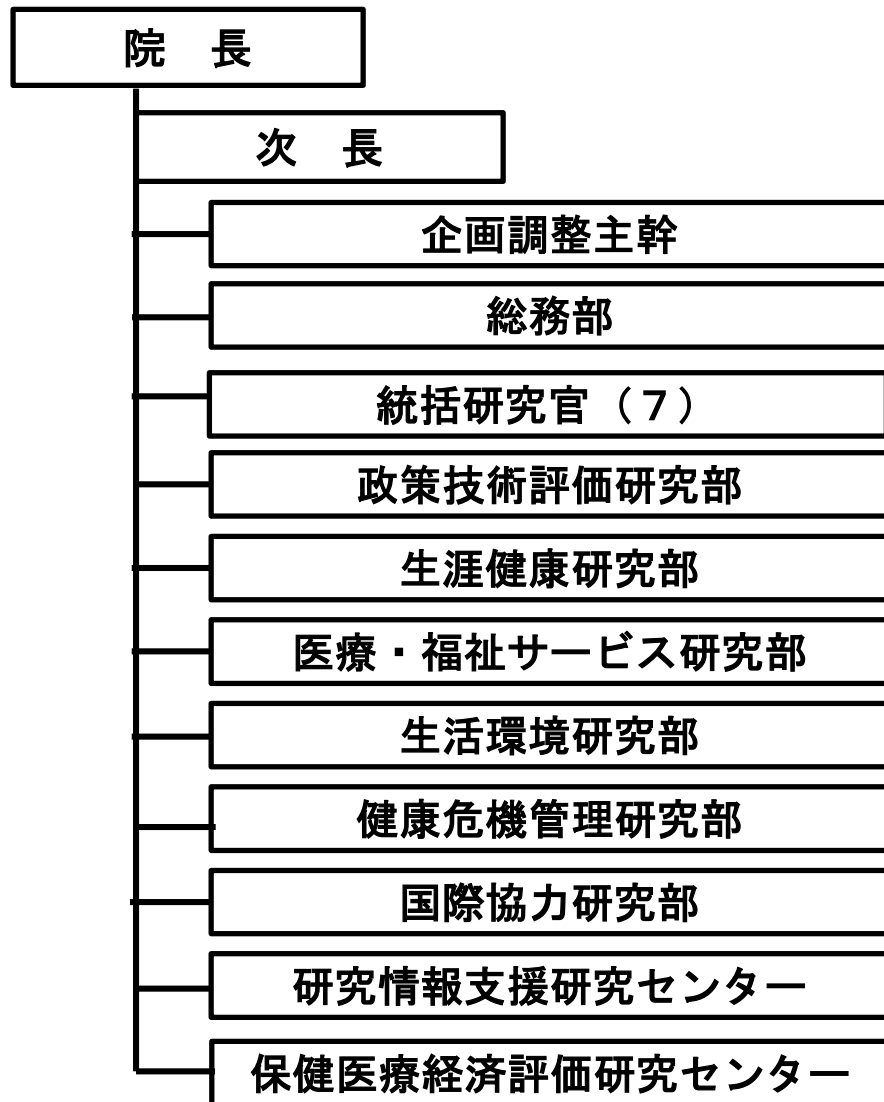 院　長
次　長
企画調整主幹
総務部
統括研究官（７）
政策技術評価研究部
生涯健康研究部
医療・福祉サービス研究部
生活環境研究部
健康危機管理研究部
国際協力研究部
研究情報支援研究センター
保健医療経済評価研究センター